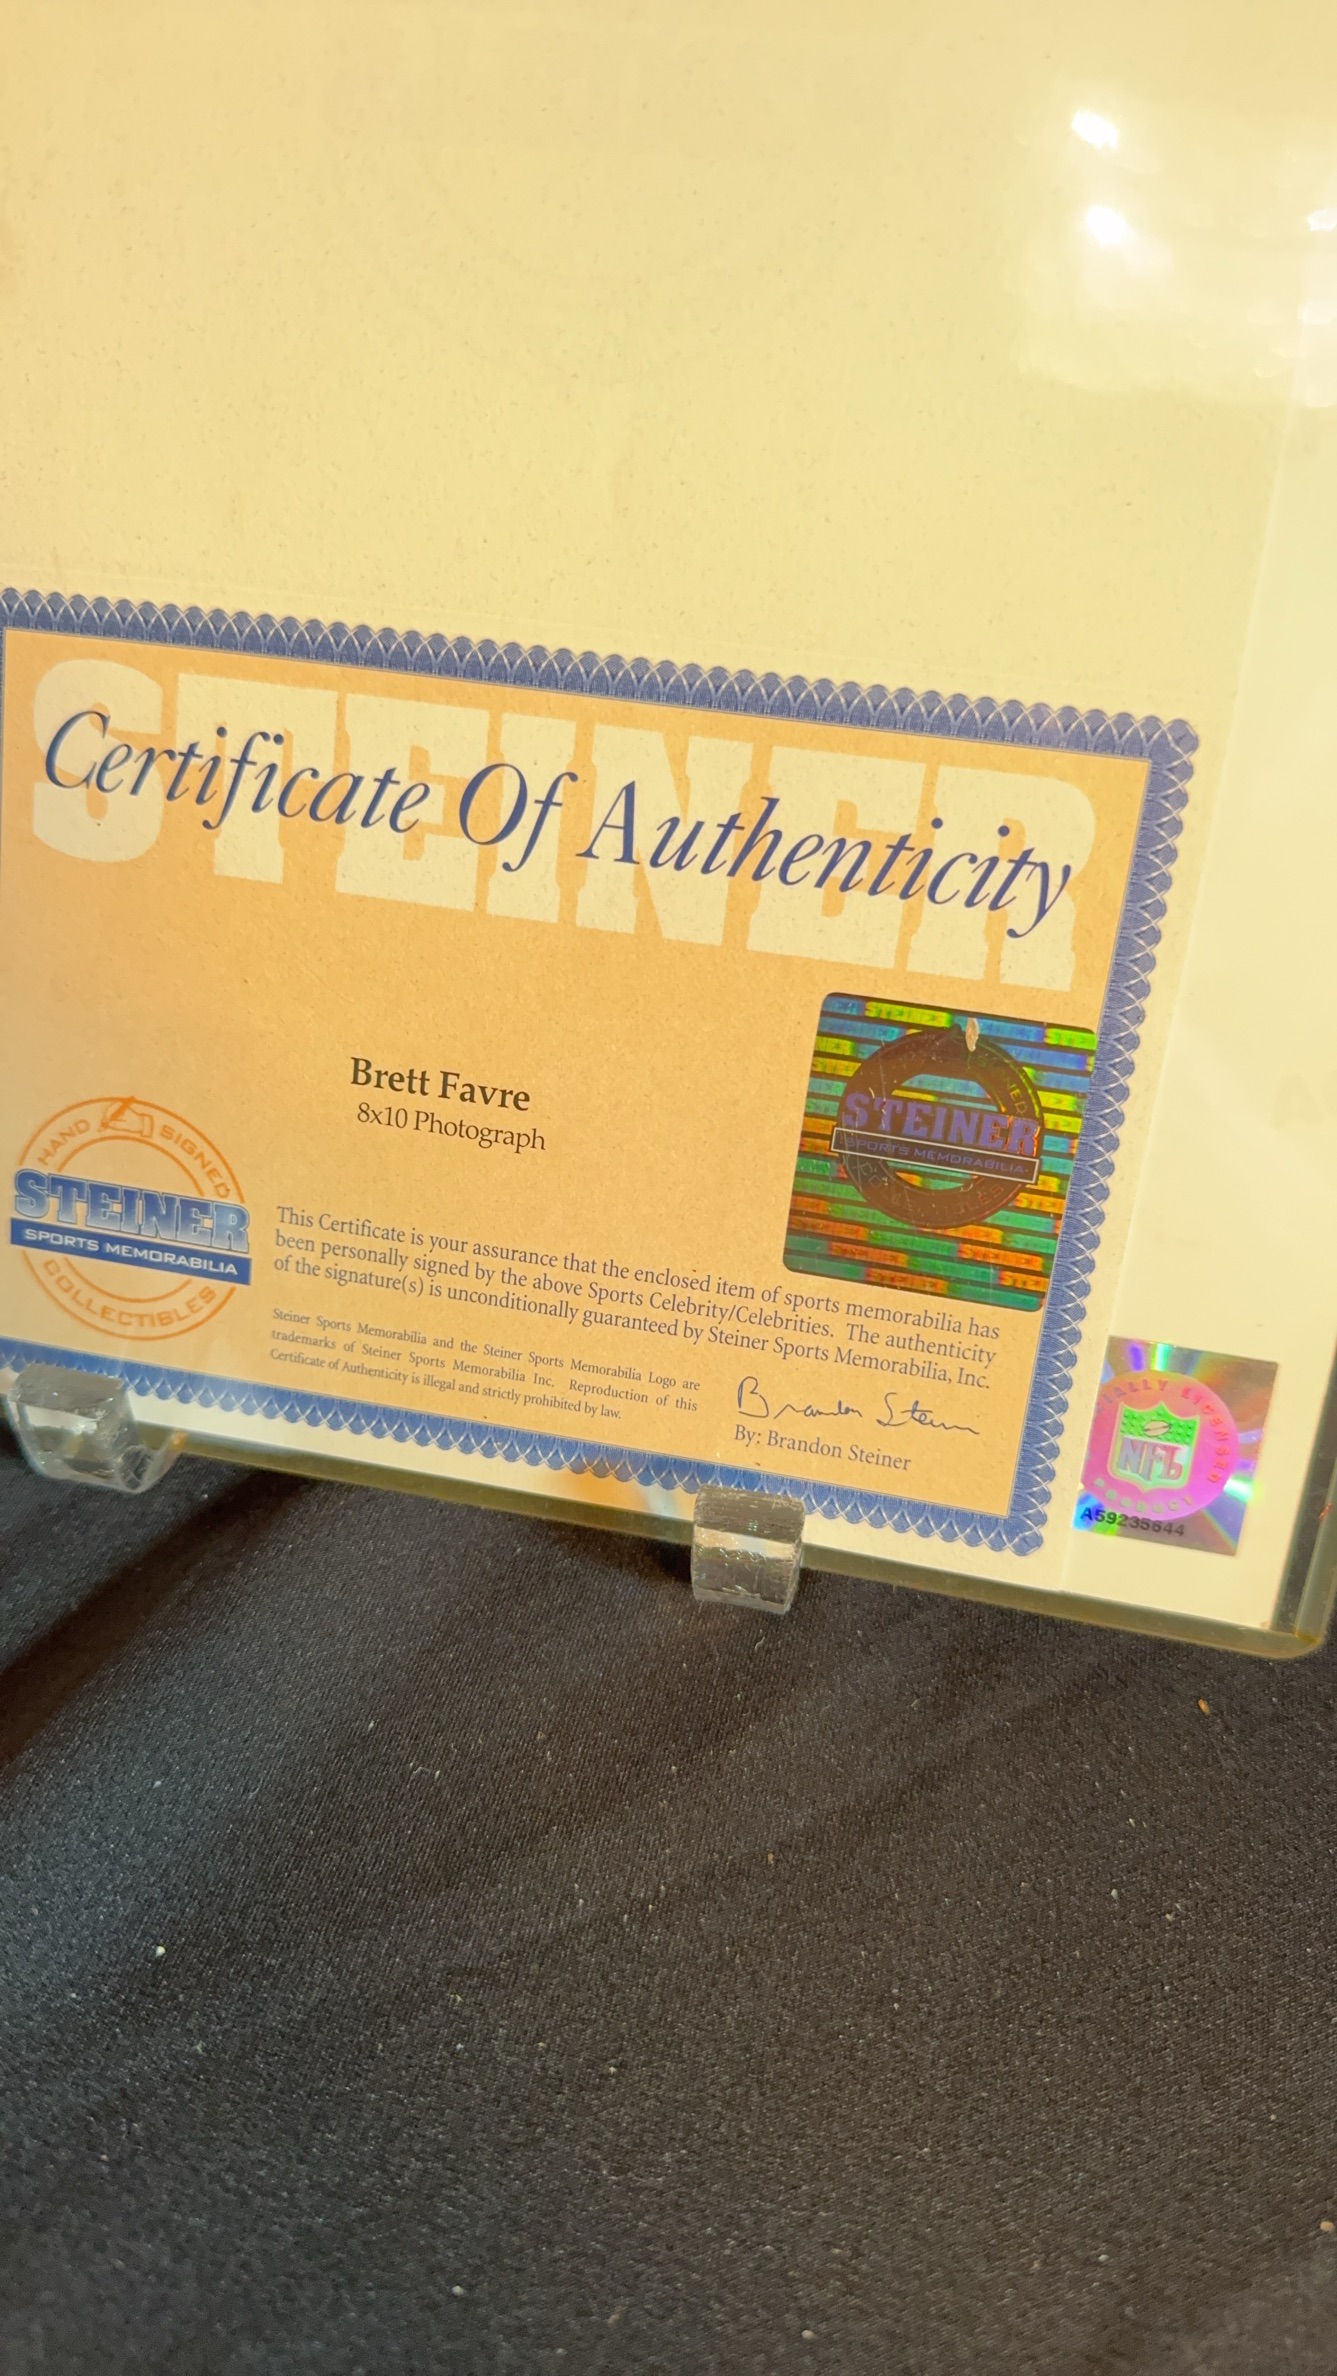 STEINER
Certificate Of Authenticity
Brett Favre
8x10 Photograph
HAND SIGNED
STEINER
SPORTS MEMORABILIA
COLLECTIBLES
STEINER
SPORTS MEMORABILIA
This Certificate is your assurance that the enclosed item of sports memorabilia has
been personally signed by the above Sports Celebrity/Celebrities. The authenticity
of the signature(s) is unconditionally guaranteed by Steiner Sports Memorabilia, Inc.
Steiner Sports Memorabilia and the Steiner Sports Memorabilia Logo are
trademarks of Steiner Sports Memorabilia Inc. Reproduction of this
Certificate of Authenticity is illegal and strictly prohibited by law.
Brandon Steiner
By: Brandon Steiner
NFL
A59235644